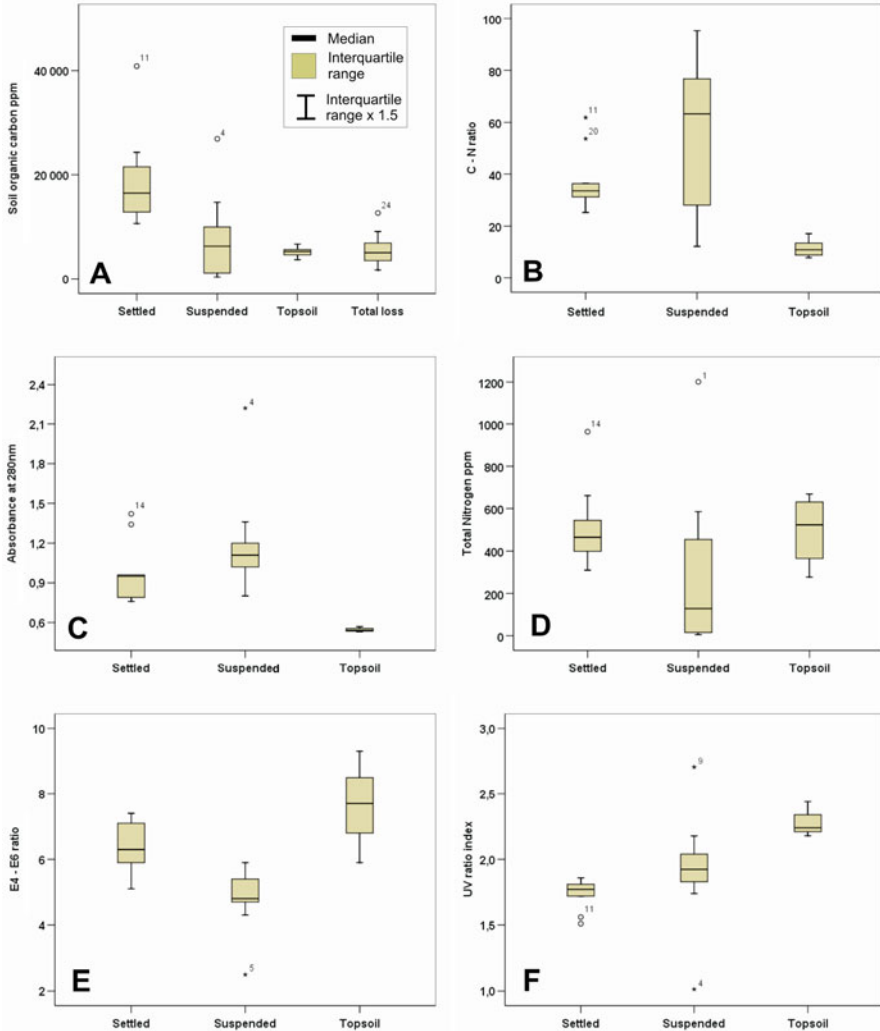 Soil organic carbon ppm
40 000
20 000
0
11
4
24
Median
Interquartile
range
Interquartile
range x 1.5
A
Settled Suspended Topsoil Total loss
C - N ratio
100
80
60
40
20
0
11
20
B
Settled Suspended Topsoil
Absorbance at 280nm
2,4
2,1
1,8
1,5
1,2
0,9
0,6
14
4
C
Settled Suspended Topsoil
Total Nitrogen ppm
1200
1000
800
600
400
200
0
14
1
D
Settled Suspended Topsoil
E4 - E6 ratio
10
8
6
4
2
5
E
Settled Suspended Topsoil
UV ratio index
3,0
2,5
2,0
1,5
1,0
11
9
4
F
Settled Suspended Topsoil